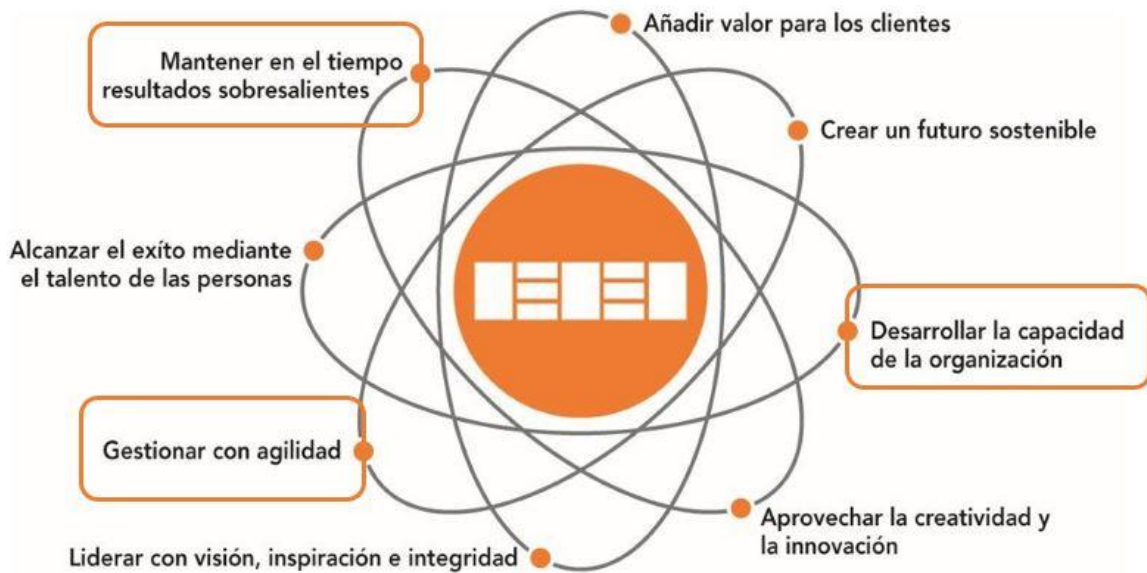 Añadir valor para los clientes
Mantener en el tiempo
resultados sobresalientes
Crear un futuro sostenible
Alcanzar el exíto mediante
el talento de las personas
Desarrollar la capacidad
de la organización
Gestionar con agilidad
Aprovechar la creatividad y
la innovación
Liderar con visión, inspiración e integridad